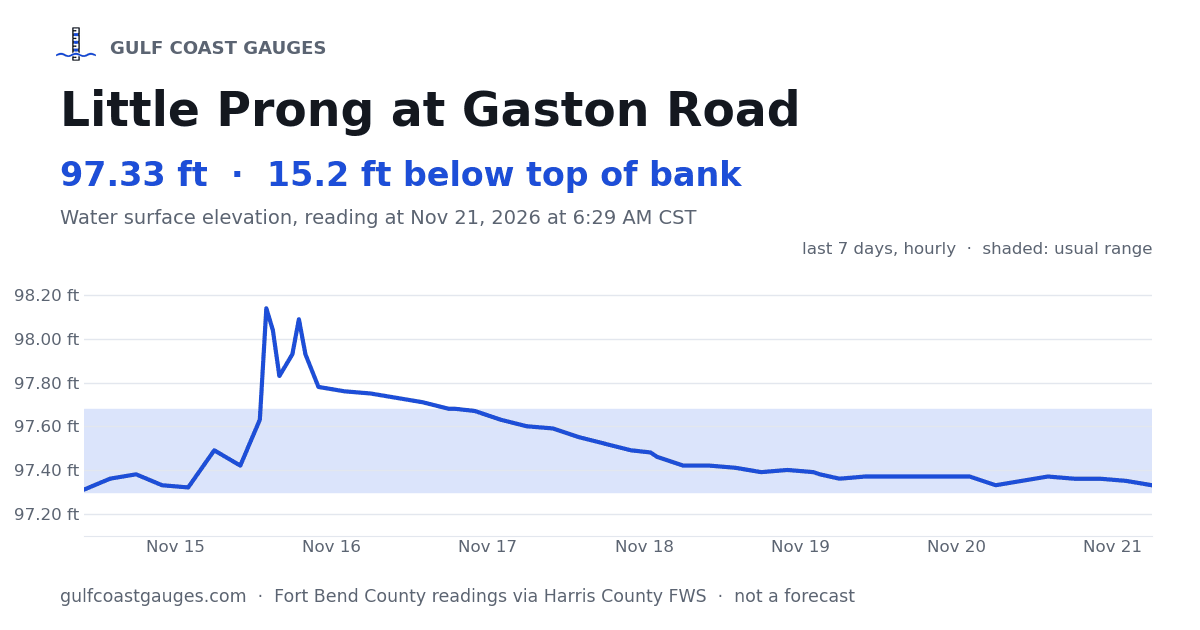 GULF COAST GAUGES
Little Prong at Gaston Road
97.33 ft · 15.2 ft below top of bank
Water surface elevation, reading at Nov 21, 2026 at 6:29 AM CST
last 7 days, hourly · shaded: usual range
98.20 ft
98.00 ft
97.80 ft
97.60 ft
97.40 ft
97.20 ft
Nov 15 Nov 16 Nov 17 Nov 18 Nov 19 Nov 20 Nov 21
gulfcoastgauges.com · Fort Bend County readings via Harris County FWS · not a forecast